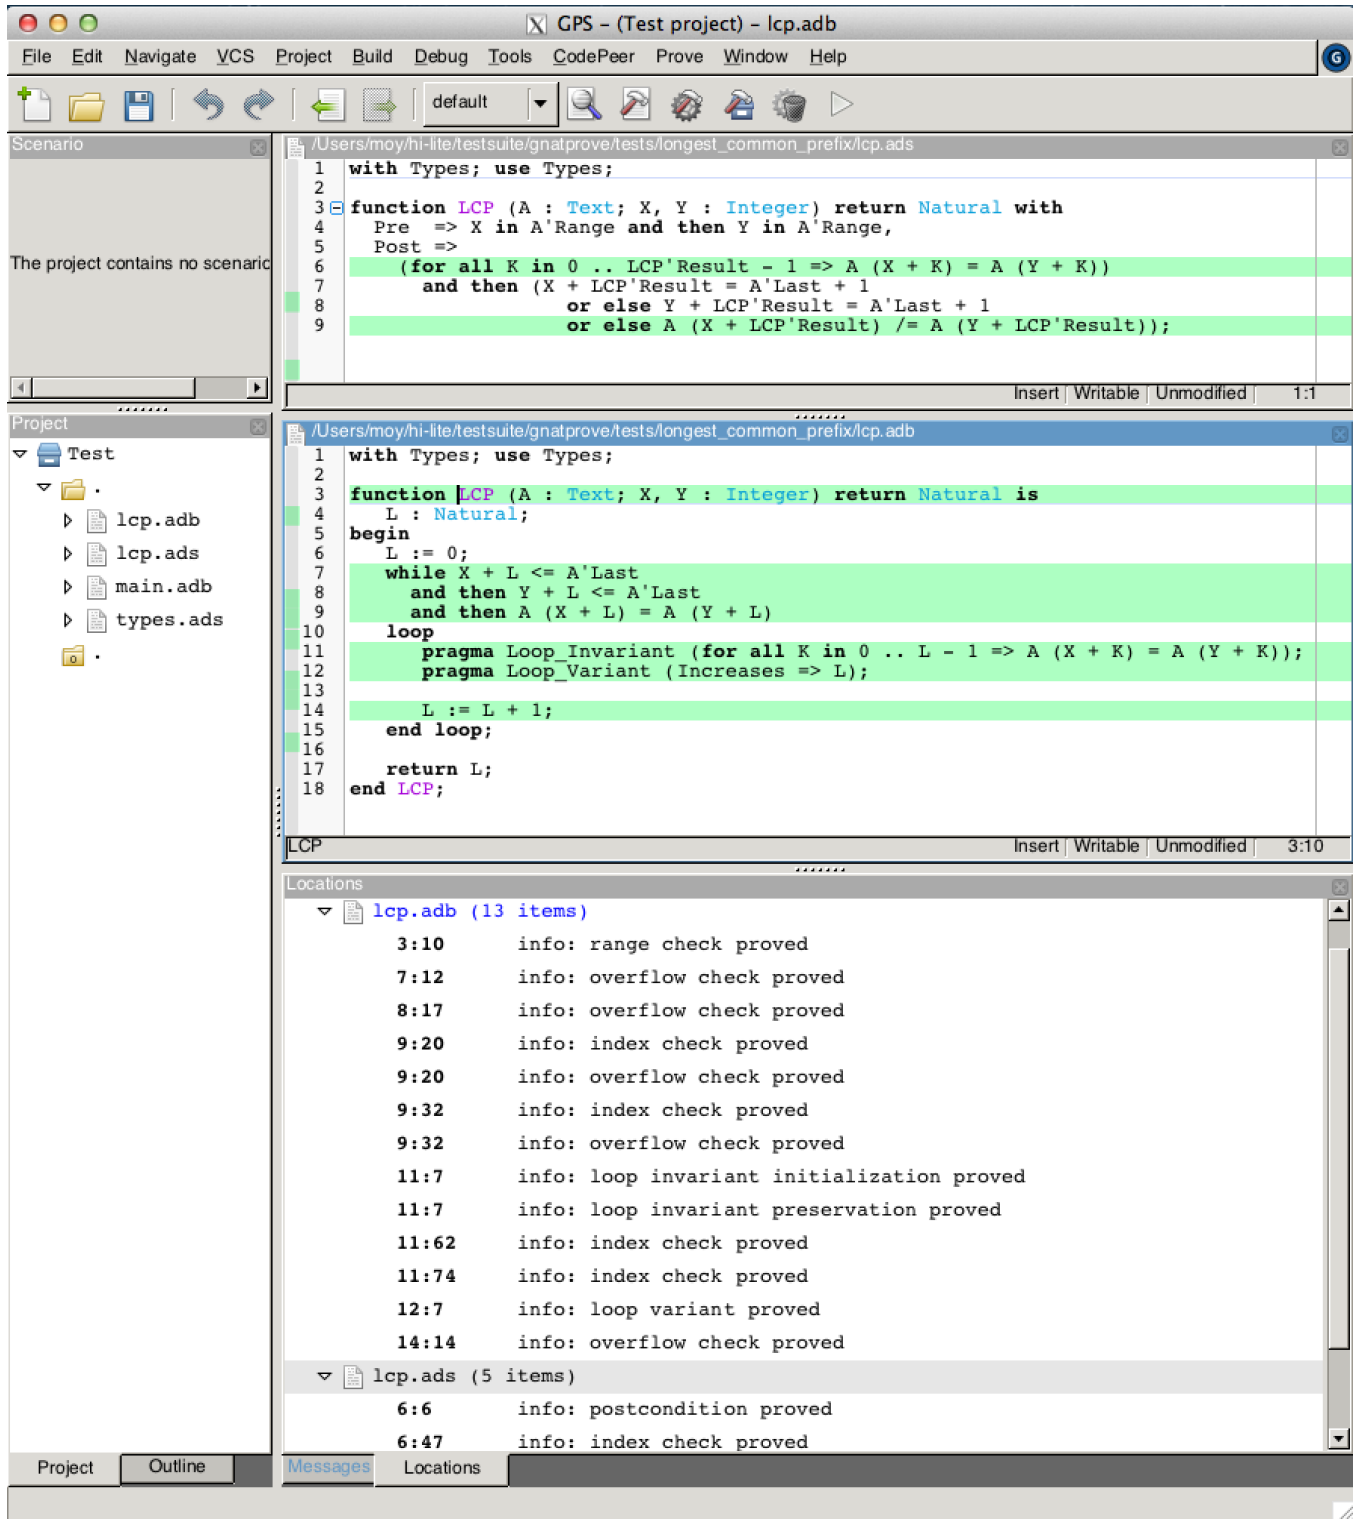 GPS – (Test project) – lcp.adb
File Edit Navigate VCS Project Build Debug Tools CodePeer Prove Window Help
default
Scenario
The project contains no scenaric
/Users/moy/hi-lite/testsuite/gnatprove/tests/longest_common_prefix/lcp.ads
1 with Types; use Types;
2
3 function LCP (A : Text; X, Y : Integer) return Natural with
4 Pre => X in A'Range and then Y in A'Range,
5 Post =>
6 (for all K in 0 .. LCP'Result - 1 => A (X + K) = A (Y + K))
7 and then (X + LCP'Result = A'Last + 1
8 or else Y + LCP'Result = A'Last + 1
9 or else A (X + LCP'Result) /= A (Y + LCP'Result));
Insert Writable Unmodified 1:1
Project
Test
.
lcp.adb
lcp.ads
main.adb
types.ads
.
/Users/moy/hi-lite/testsuite/gnatprove/tests/longest_common_prefix/lcp.adb
1 with Types; use Types;
2
3 function LCP (A : Text; X, Y : Integer) return Natural is
4 L : Natural;
5 begin
6 L := 0;
7 while X + L <= A'Last
8 and then Y + L <= A'Last
9 and then A (X + L) = A (Y + L)
10 loop
11 pragma Loop_Invariant (for all K in 0 .. L - 1 => A (X + K) = A (Y + K));
12 pragma Loop_Variant (Increases => L);
13
14 L := L + 1;
15 end loop;
16
17 return L;
18 end LCP;
LCP Insert Writable Unmodified 3:10
Locations
lcp.adb (13 items)
3:10 info: range check proved
7:12 info: overflow check proved
8:17 info: overflow check proved
9:20 info: index check proved
9:20 info: overflow check proved
9:32 info: index check proved
9:32 info: overflow check proved
11:7 info: loop invariant initialization proved
11:7 info: loop invariant preservation proved
11:62 info: index check proved
11:74 info: index check proved
12:7 info: loop variant proved
14:14 info: overflow check proved
lcp.ads (5 items)
6:6 info: postcondition proved
6:47 info: index check proved
Project Outline
Messages Locations